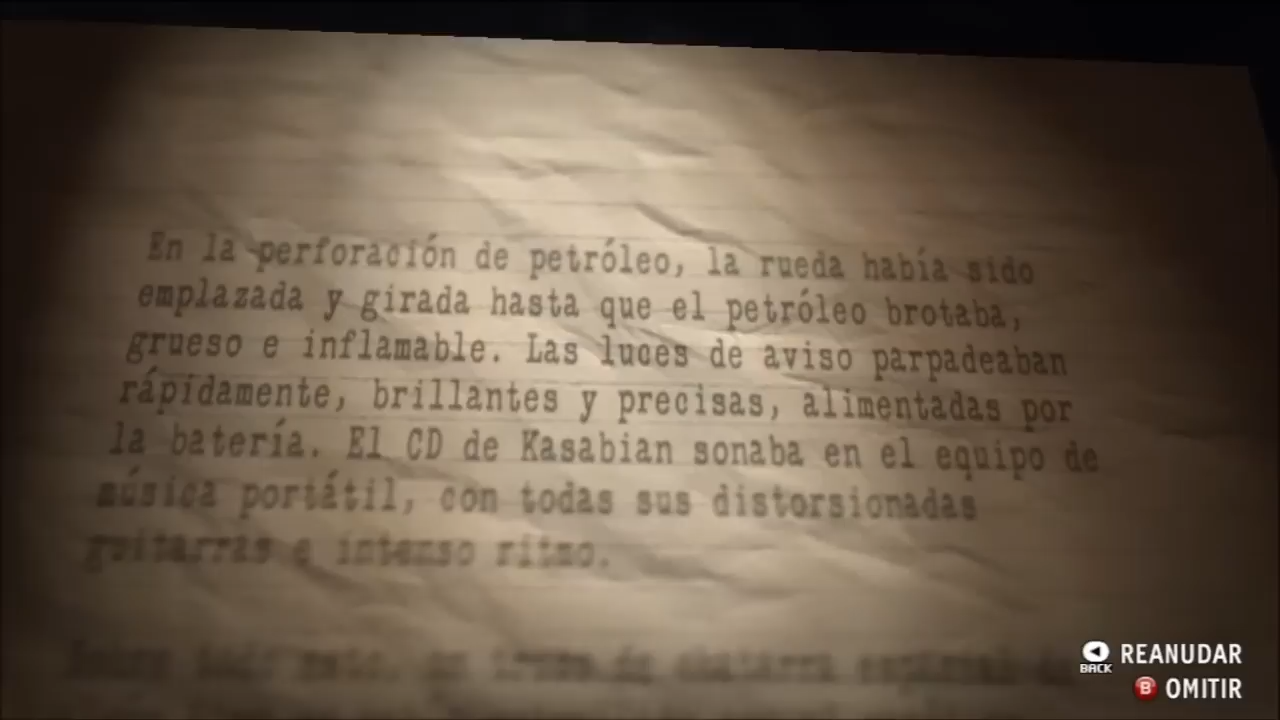 En la perforación de petróleo, la rueda había sido
emplazada y girada hasta que el petróleo brotaba,
grueso e inflamable. Las luces de aviso parpadeaban
rápidamente, brillantes y precisas, alimentadas por
la batería. El CD de Kasabian sonaba en el equipo de
música portátil, con todas sus distorsionadas
guitarras e intenso ritmo.
BACK REANUDAR
B OMITIR